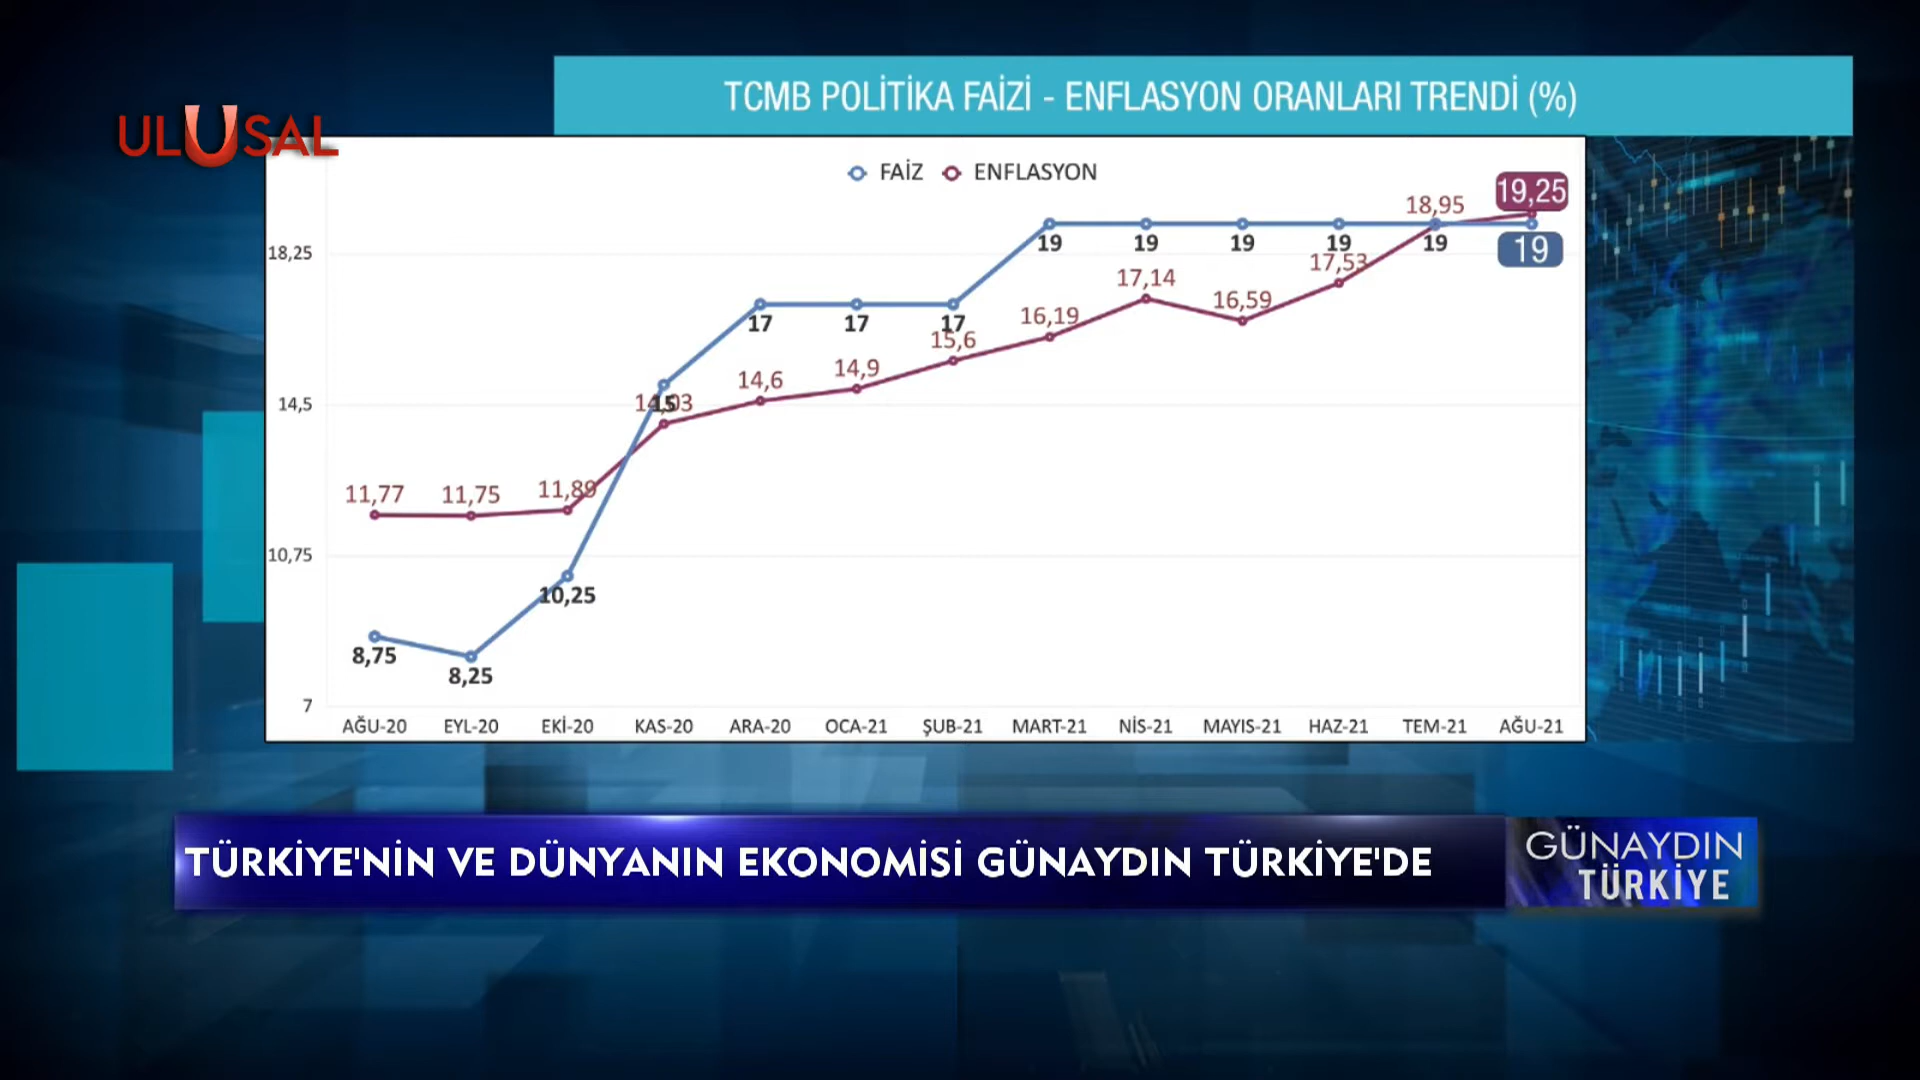 TCMB POLİTİKA FAİZİ - ENFLASYON ORANLARI TRENDİ (%)
ULUSAL
FAİZ ENFLASYON
19,25
18,95
19 19 19 19 19 19
18,25
17,53
17,14
16,59
16,19
17 17 17
15,6
14,9
14,6
14,03
15
14,5
11,77 11,75 11,89
10,75
10,25
8,75
8,25
7
AĞU-20 EYL-20 EKİ-20 KAS-20 ARA-20 OCA-21 ŞUB-21 MART-21 NİS-21 MAYIS-21 HAZ-21 TEM-21 AĞU-21
TÜRKİYE'NİN VE DÜNYANIN EKONOMİSİ GÜNAYDIN TÜRKİYE'DE
GÜNAYDIN
TÜRKİYE